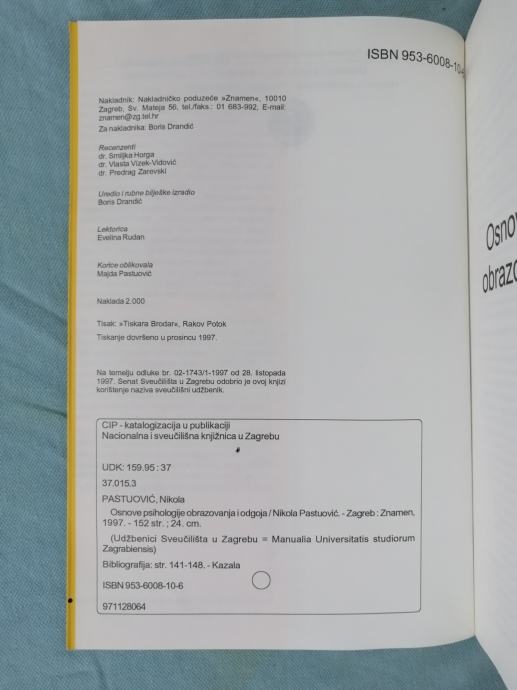 ISBN 953-6008-10-6
Nakladnik: Nakladničko poduzeće »Znamen«, 10010
Zagreb, Sv. Mateja 56, tel./faks.: 01 683-992, E-mail:
znamen@zg.tel.hr
Za nakladnika: Boris Drandić
Recenzenti
dr. Smiljka Horga
dr. Vlasta Vizek-Vidović
dr. Predrag Zarevski
Uredio i rubne bilješke izradio
Boris Drandić
Lektorica
Evelina Rudan
Korice oblikovala
Majda Pastuović
Naklada 2.000
Tisak: »Tiskara Brodar«, Rakov Potok
Tiskanje dovršeno u prosincu 1997.
Na temelju odluke br. 02-1743/1-1997 od 28. listopada
1997. Senat Sveučilišta u Zagrebu odobrio je ovoj knjizi
korištenje naziva sveučilišni udžbenik.
CIP - katalogizacija u publikaciji
Nacionalna i sveučilišna knjižnica u Zagrebu
UDK: 159.95 : 37
37.015.3
PASTUOVIĆ, Nikola
Osnove psihologije obrazovanja i odgoja / Nikola Pastuović. - Zagreb : Znamen,
1997. - 152 str. ; 24. cm.
(Udžbenici Sveučilišta u Zagrebu = Manualia Universitatis studiorum
Zagrabiensis)
Bibliografija: str. 141-148. - Kazala
ISBN 953-6008-10-6
971128064
Osno
obrazo